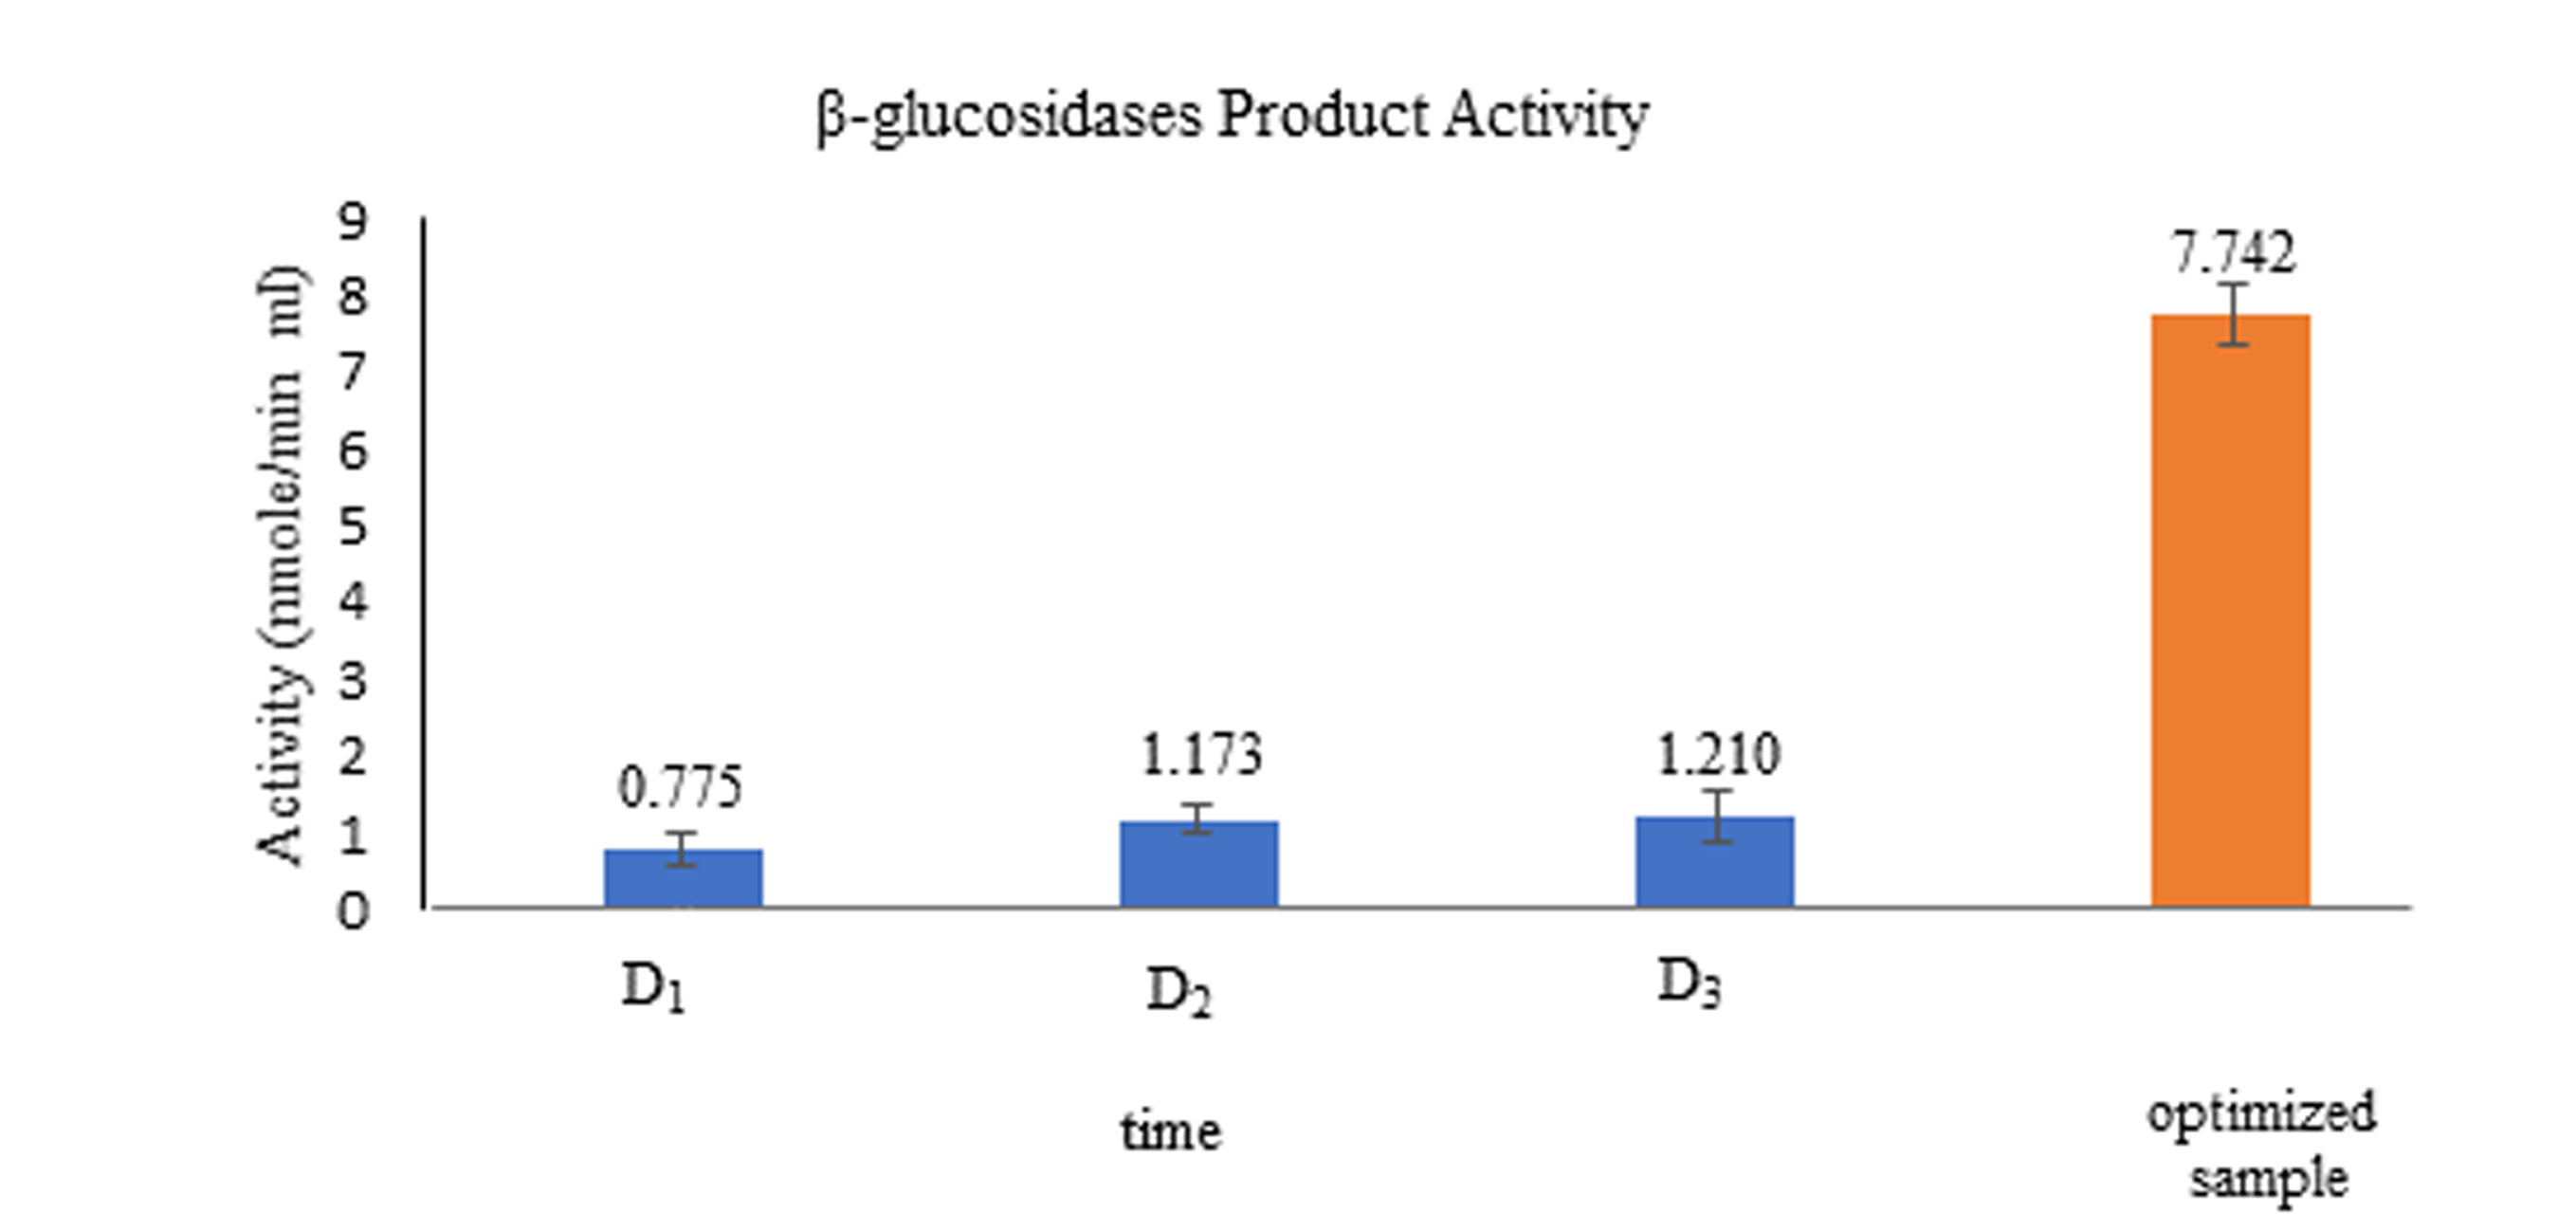 β-glucosidases Product Activity
Activity (nmole/min ml)
9
8
7
6
5
4
3
2
1
0
0.775
1.173
1.210
7.742
D₁
D₂
D₃
time
optimized
sample